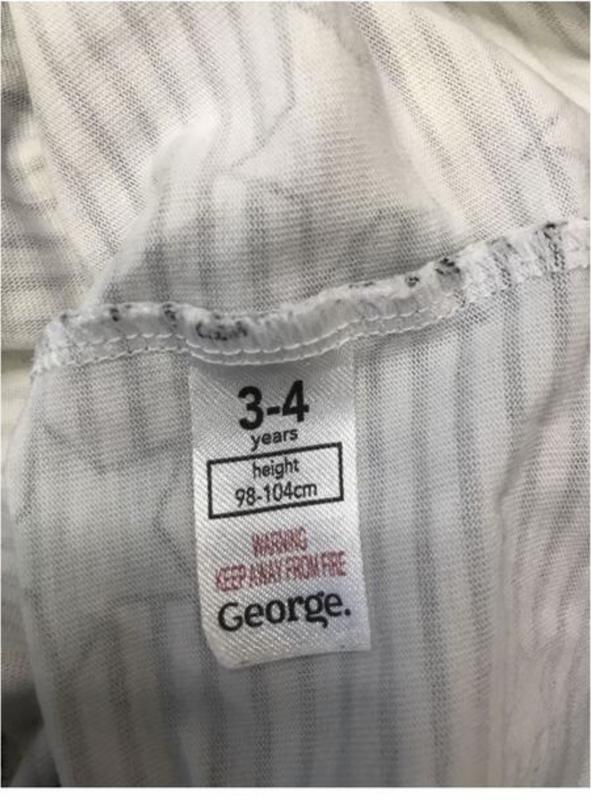 3-4
years
height
98-104cm
WARNING
KEEP AWAY FROM FIRE
George.